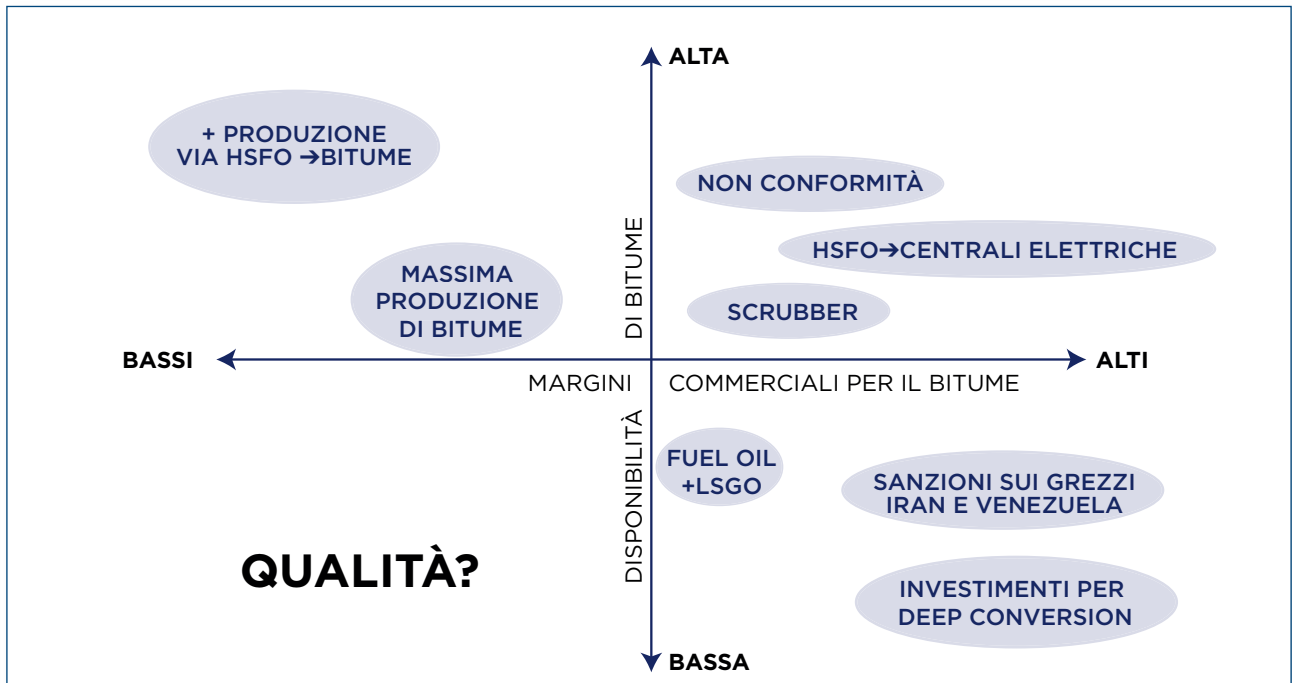 ALTA
+ PRODUZIONE
VIA HSFO ➔BITUME
NON CONFORMITÀ
HSFO➔CENTRALI ELETTRICHE
MASSIMA
PRODUZIONE
DI BITUME
SCRUBBER
DISPONIBILITÀ DI BITUME
BASSI
ALTI
MARGINI COMMERCIALI PER IL BITUME
FUEL OIL
+LSGO
SANZIONI SUI GREZZI
IRAN E VENEZUELA
QUALITÀ?
INVESTIMENTI PER
DEEP CONVERSION
BASSA